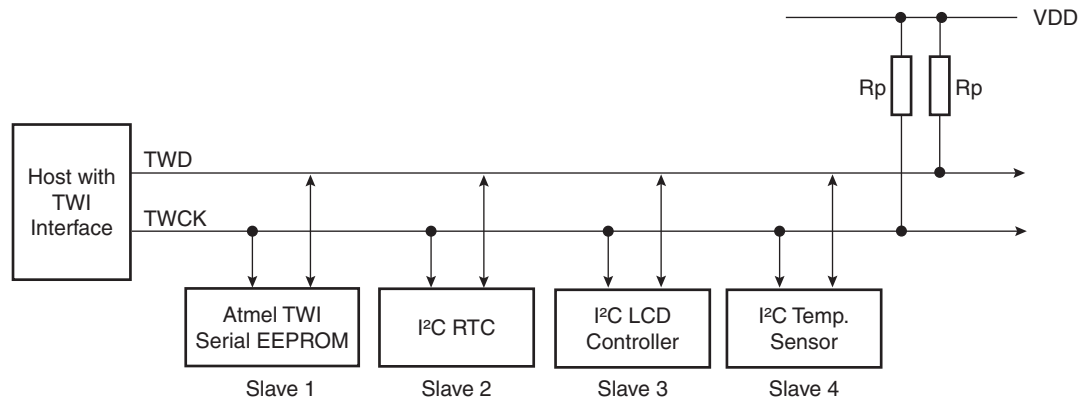 VDD
Rp
Rp
Host with
TWI
Interface
TWD
TWCK
Atmel TWI
Serial EEPROM
Slave 1
I²C RTC
Slave 2
I²C LCD
Controller
Slave 3
I²C Temp.
Sensor
Slave 4